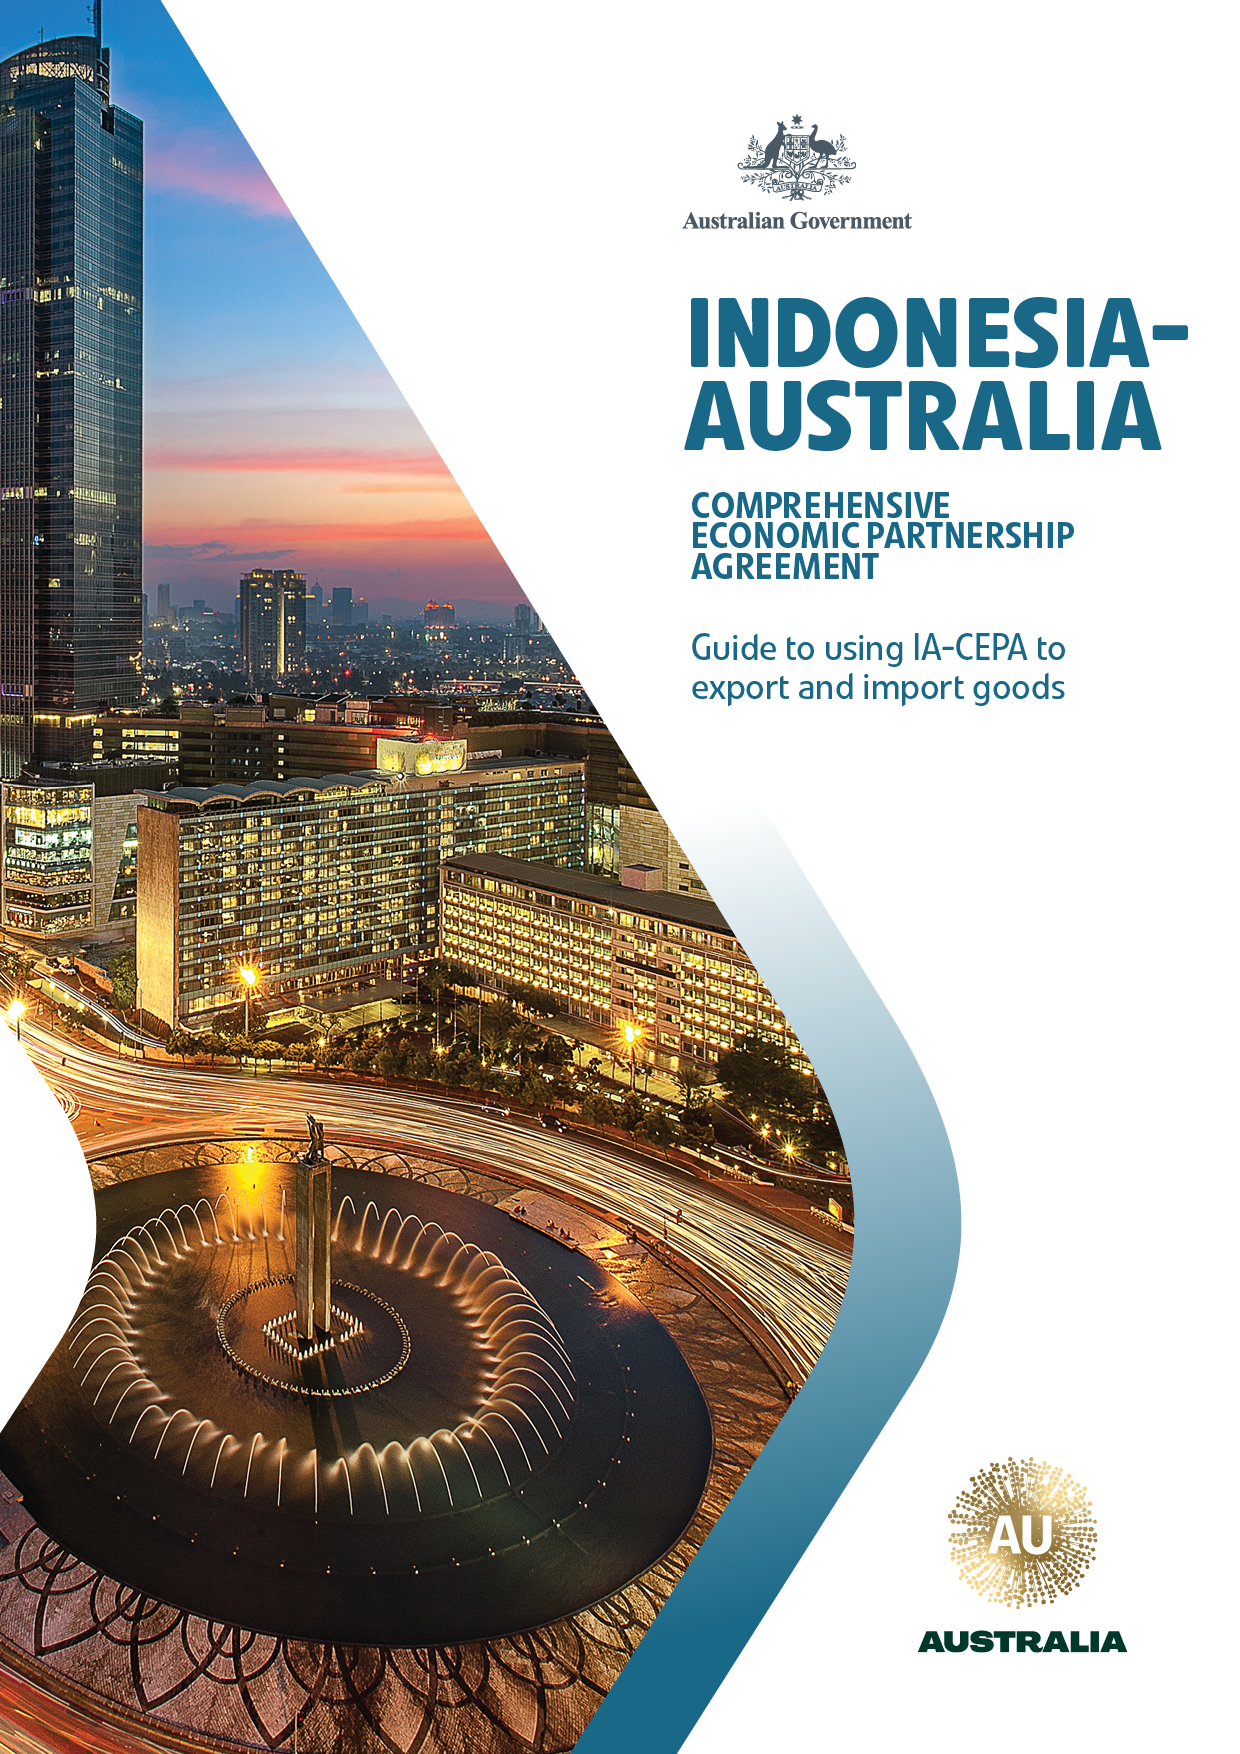 AUSTRALIA
Australian Government
INDONESIA-
AUSTRALIA
COMPREHENSIVE
ECONOMIC PARTNERSHIP
AGREEMENT
Guide to using IA-CEPA to
export and import goods
AU
AUSTRALIA